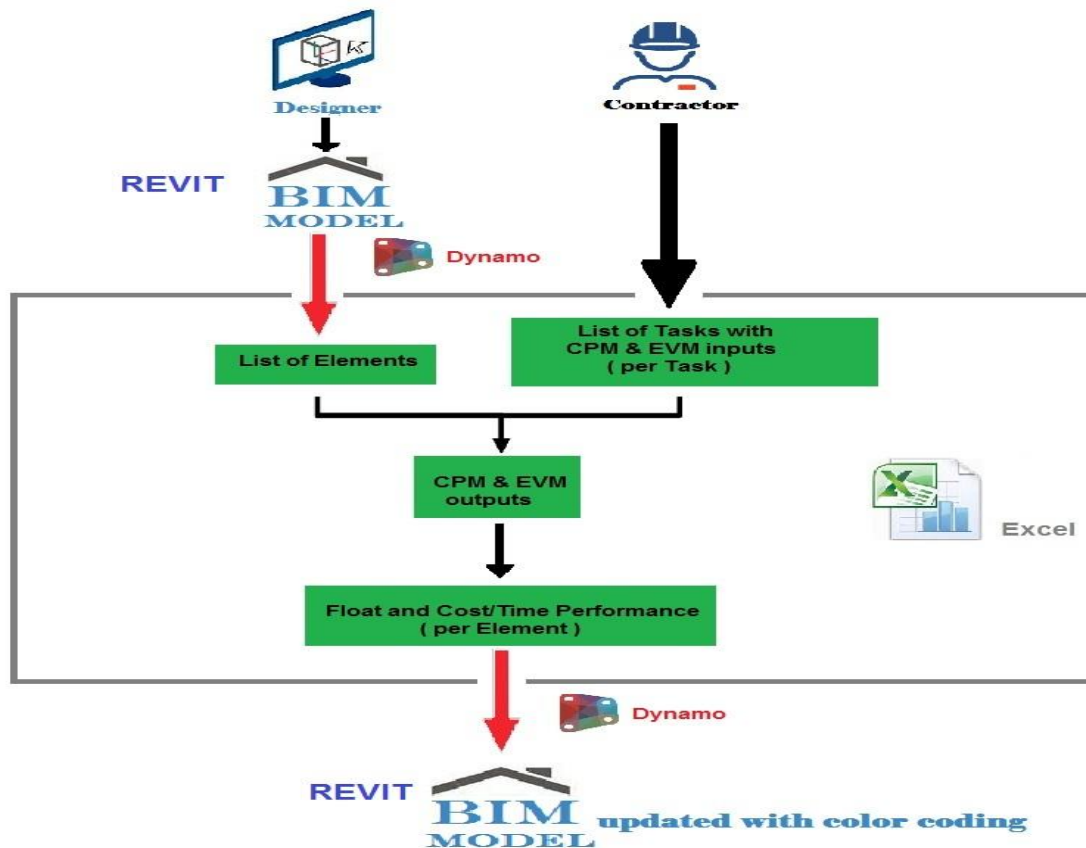 Designer
Contractor
REVIT
BIM
MODEL
Dynamo
List of Elements
List of Tasks with
CPM & EVM inputs
( per Task )
CPM & EVM
outputs
Excel
Float and Cost/Time Performance
( per Element )
Dynamo
REVIT
BIM
MODEL
updated with color coding